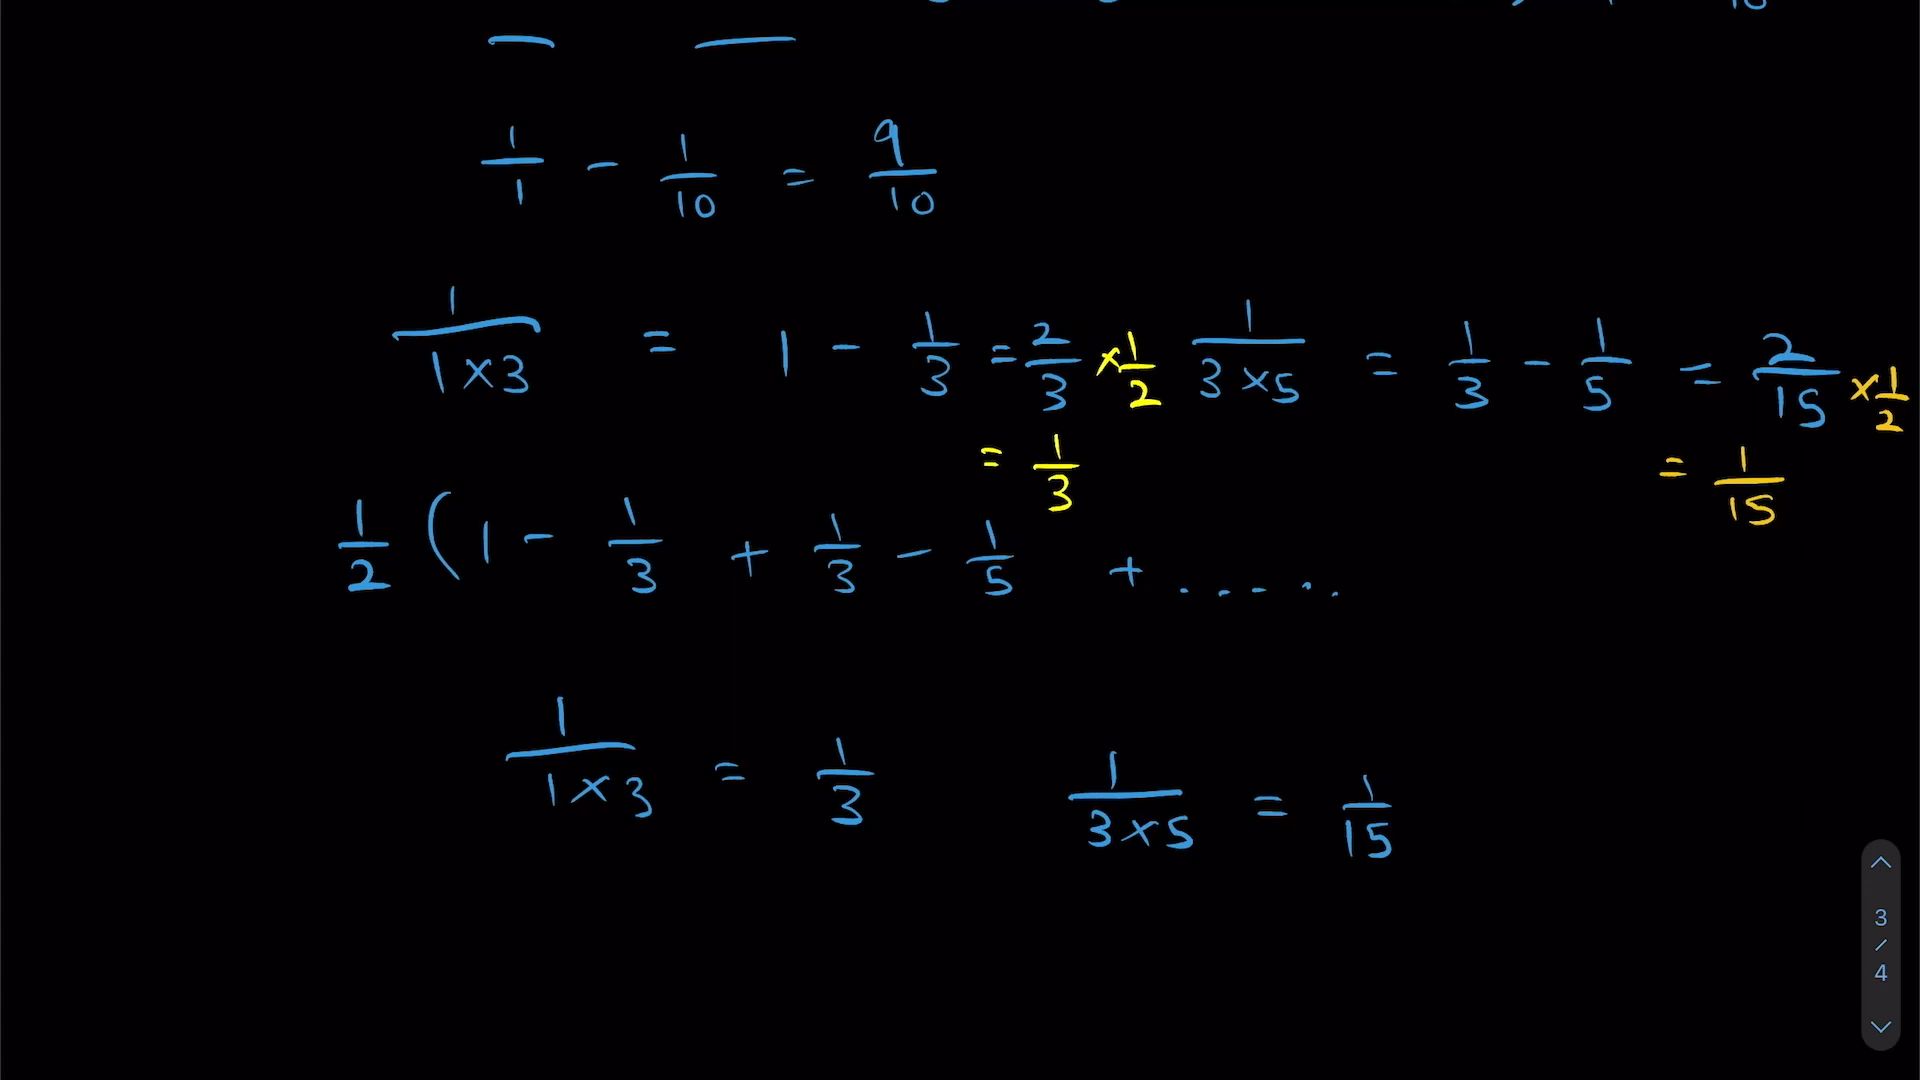 10
1/1 - 1/10 = 9/10
1/(1×3) = 1 - 1/3 = 2/3 × 1/2 1/(3×5) = 1/3 - 1/5 = 2/15 × 1/2
= 1/3 = 1/15
1/2 ( 1 - 1/3 + 1/3 - 1/5 + ......
1/(1×3) = 1/3 1/(3×5) = 1/15
3
/
4